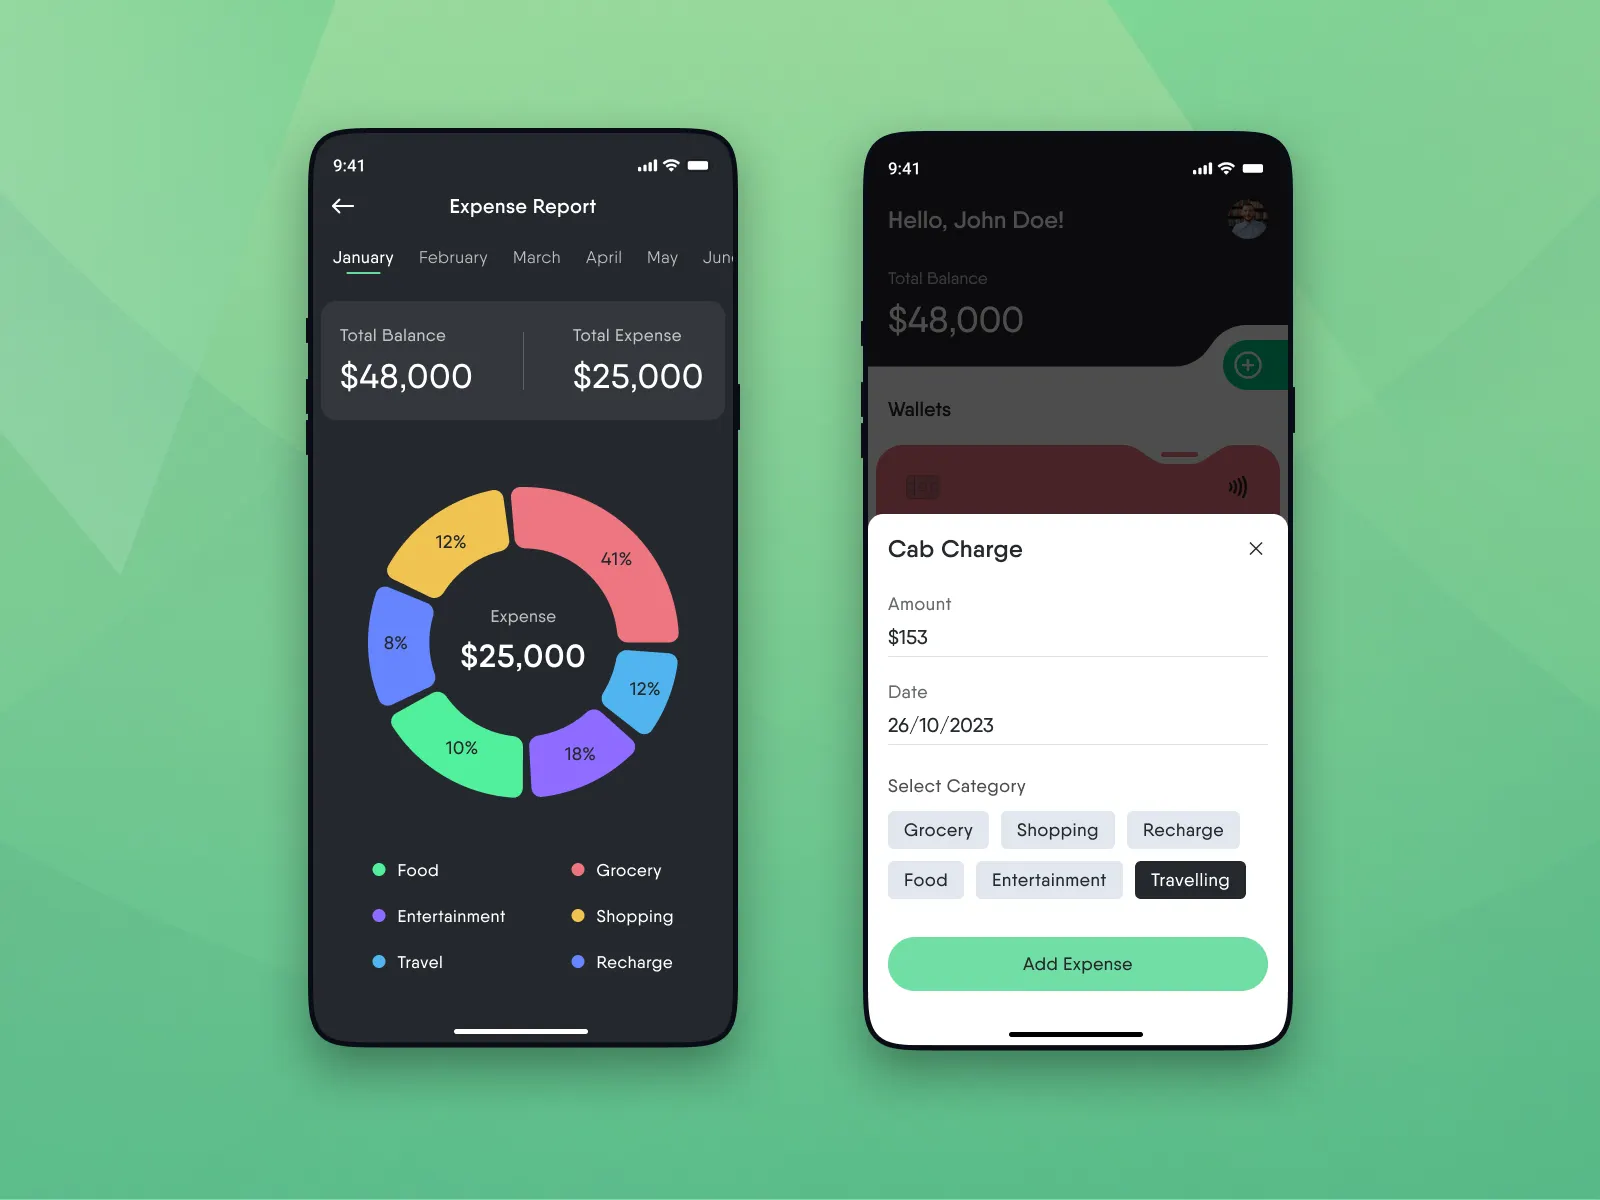 9:41
Expense Report
January February March April May June
Total Balance Total Expense
$48,000 $25,000
12%
41%
8%
12%
10%
18%
Expense
$25,000
Food Grocery
Entertainment Shopping
Travel Recharge
9:41
Hello, John Doe!
Total Balance
$48,000
Wallets
Cab Charge
Amount
$153
Date
26/10/2023
Select Category
Grocery Shopping Recharge
Food Entertainment Travelling
Add Expense